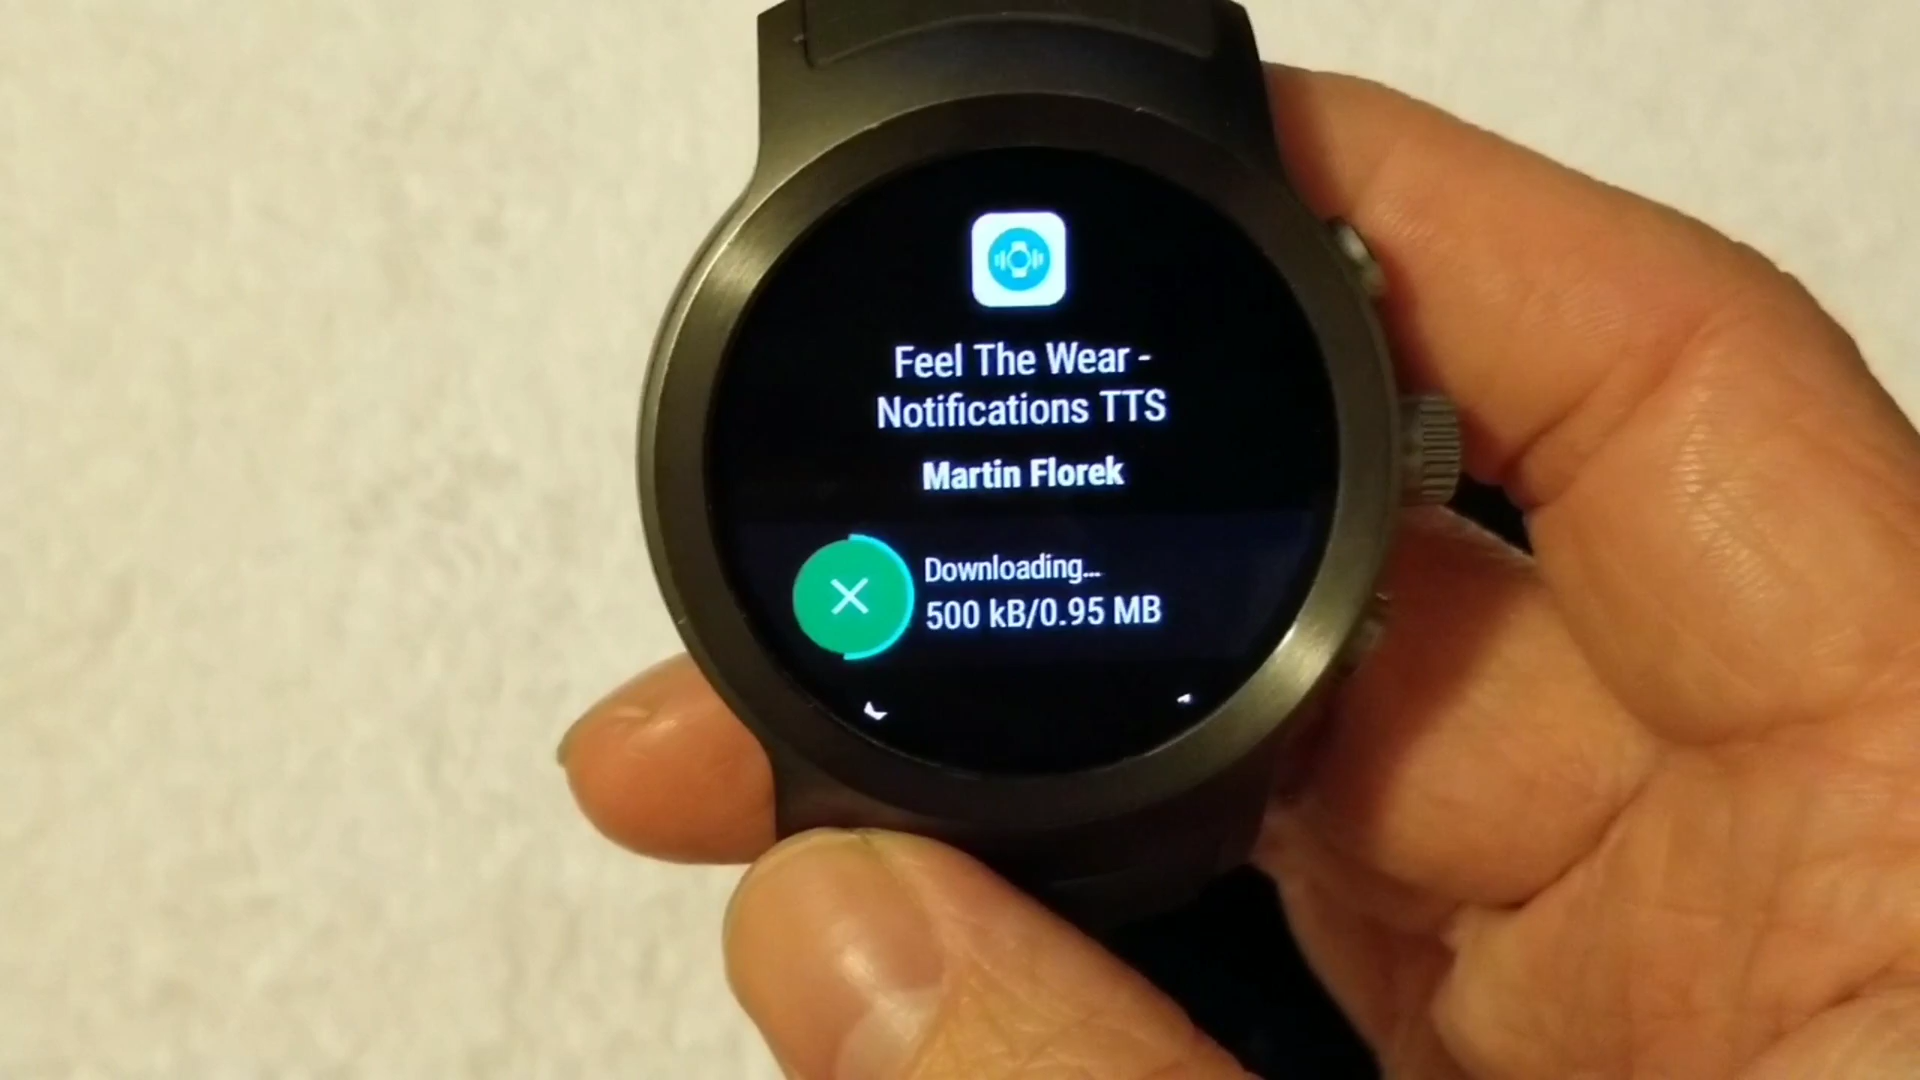 Feel The Wear -
Notifications TTS
Martin Florek
Downloading...
500 kB/0.95 MB